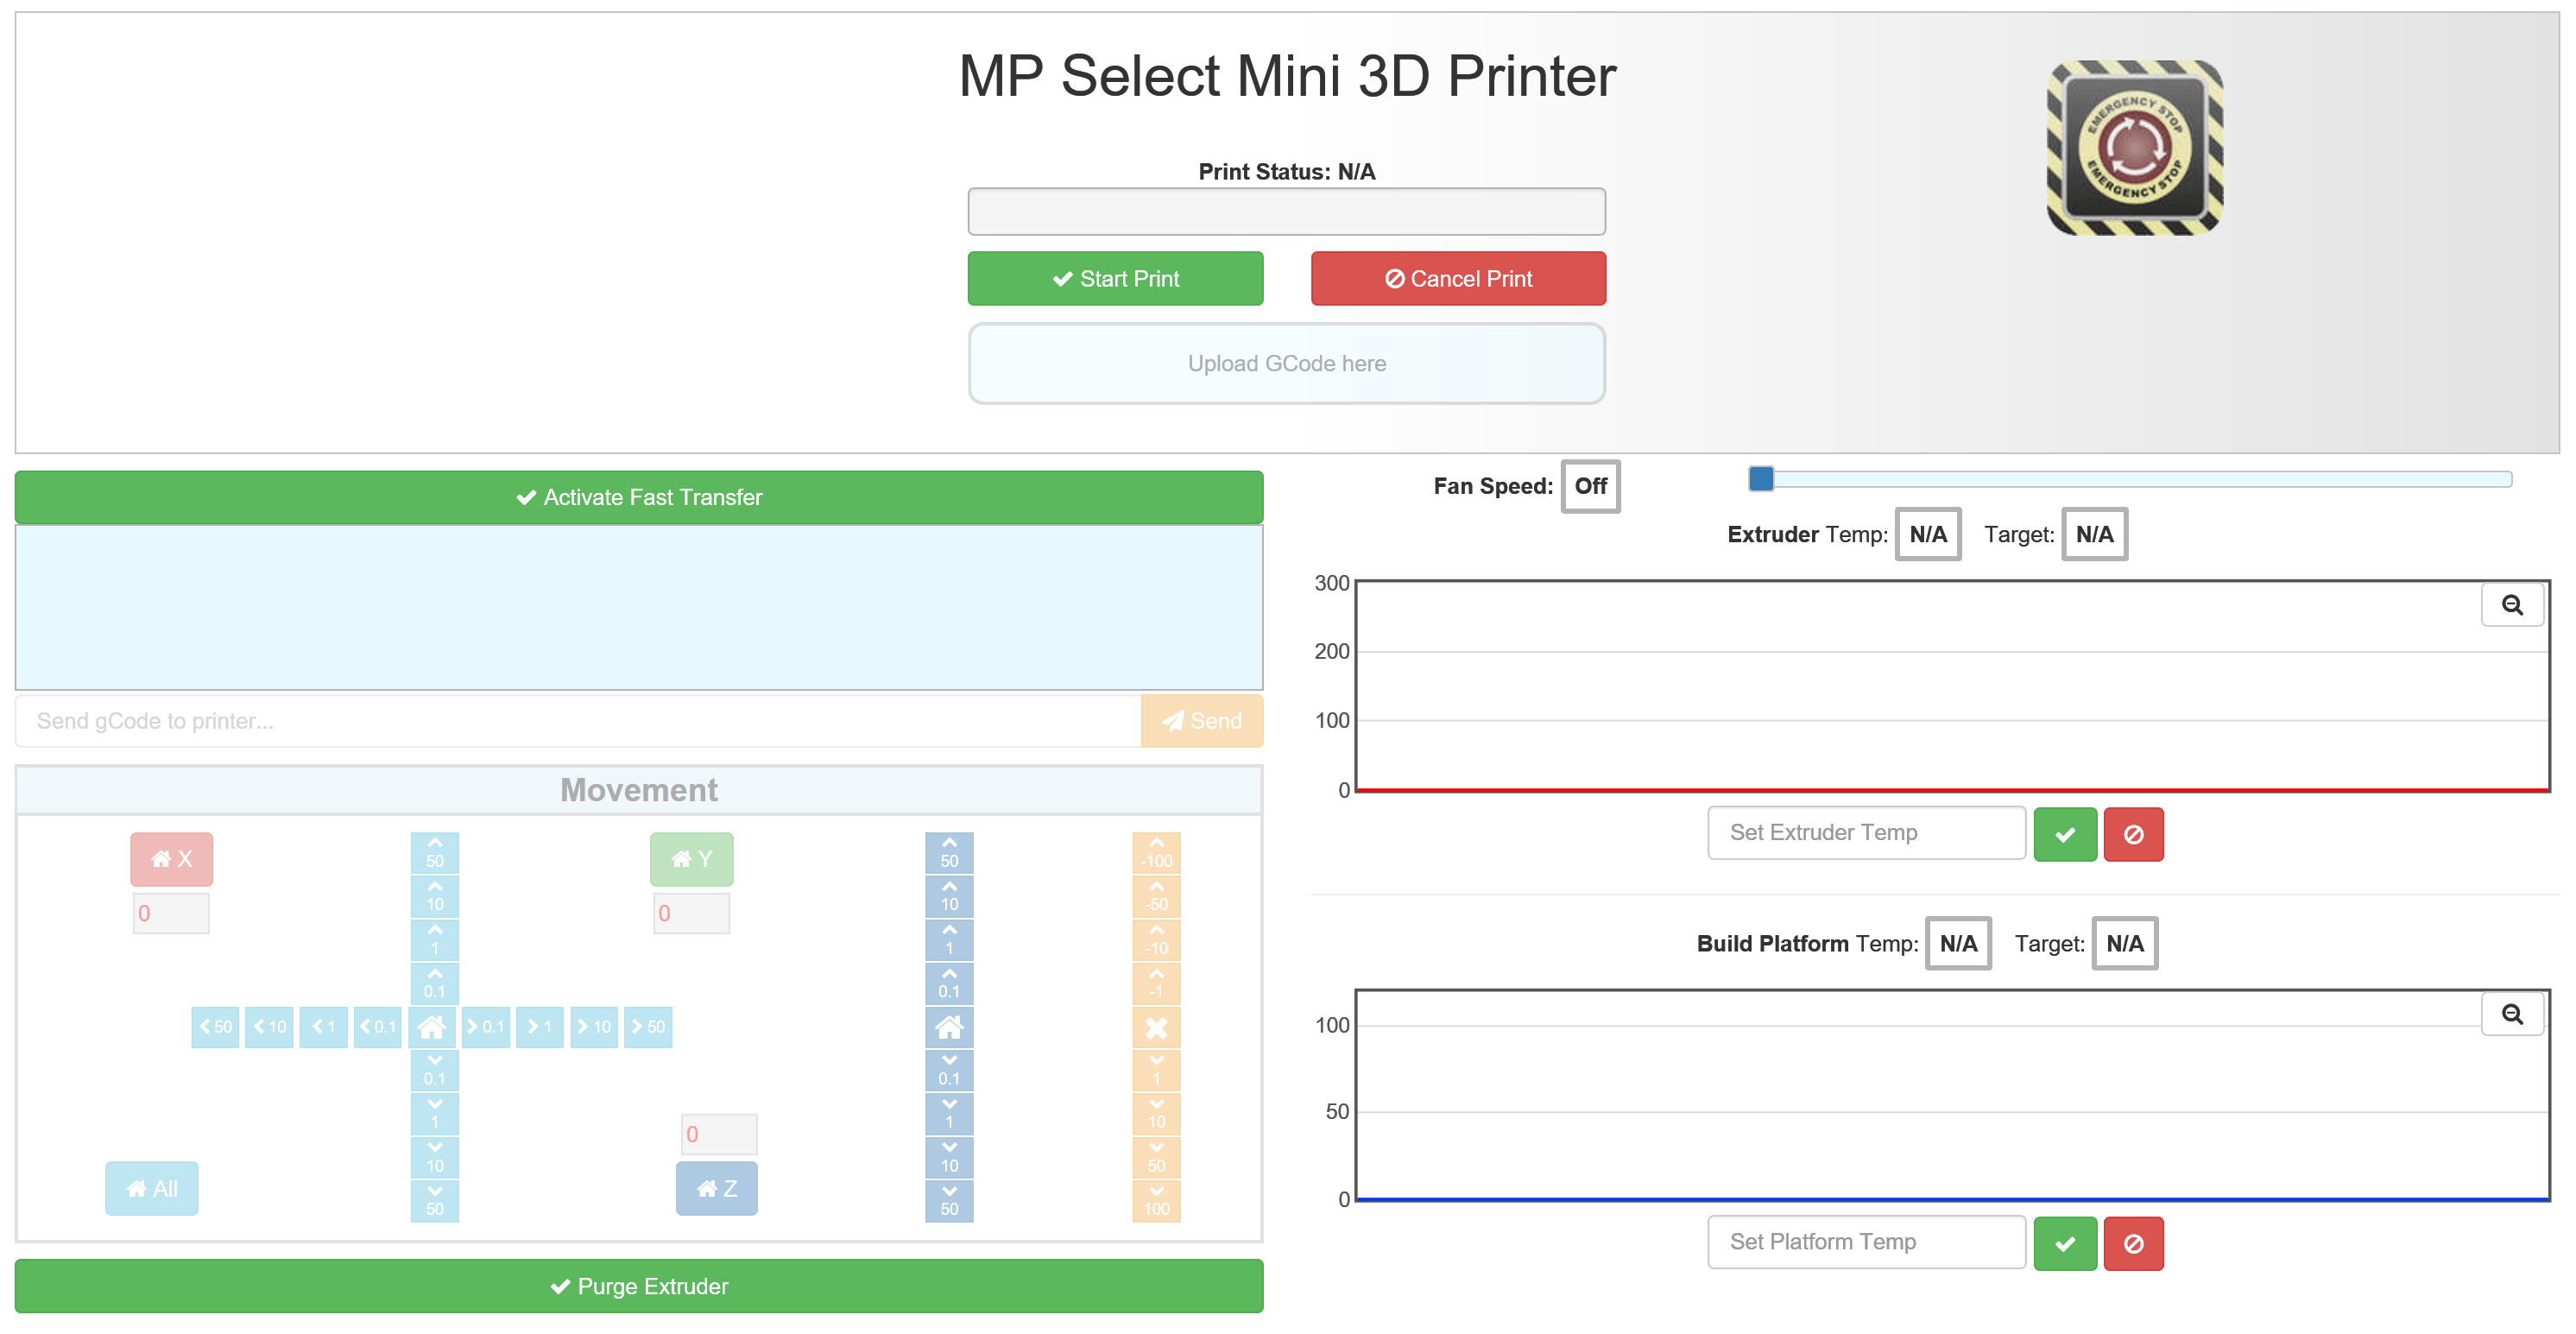 MP Select Mini 3D Printer
EMERGENCY STOP
EMERGENCY STOP
Print Status: N/A
Start Print
Cancel Print
Upload GCode here
Activate Fast Transfer
Send gCode to printer...
Send
Movement
X
0
Y
0
50
10
1
0.1
50
10
1
0.1
0.1
1
10
50
0.1
1
10
50
50
10
1
0.1
0.1
1
10
50
-100
-50
-10
-1
1
10
50
100
0
All
Z
Purge Extruder
Fan Speed: Off
Extruder Temp: N/A Target: N/A
300
200
100
0
Set Extruder Temp
Build Platform Temp: N/A Target: N/A
100
50
0
Set Platform Temp